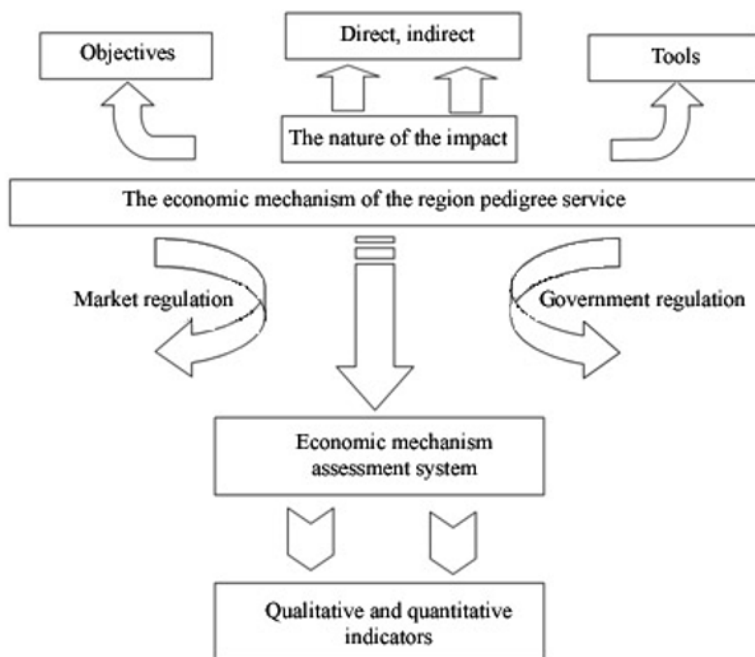 Direct, indirect
Objectives
Tools
The nature of the impact
The economic mechanism of the region pedigree service
Market regulation
Government regulation
Economic mechanism
assessment system
Qualitative and quantitative
indicators